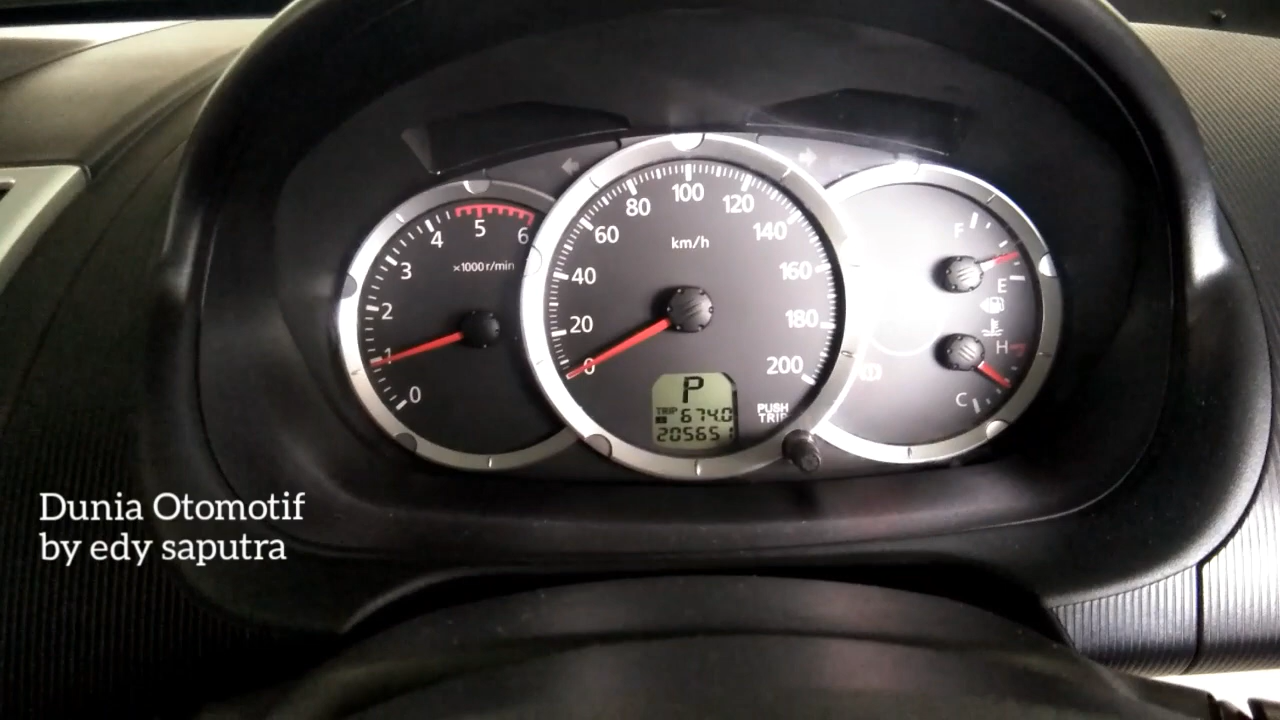 0
1
2
3
4
5
6
×1000 r/min
0
20
40
60
80
100
120
140
160
180
200
km/h
P
TRIP
674.0
205651
PUSH
TRIP
F
E
H
C
Dunia Otomotif
by edy saputra